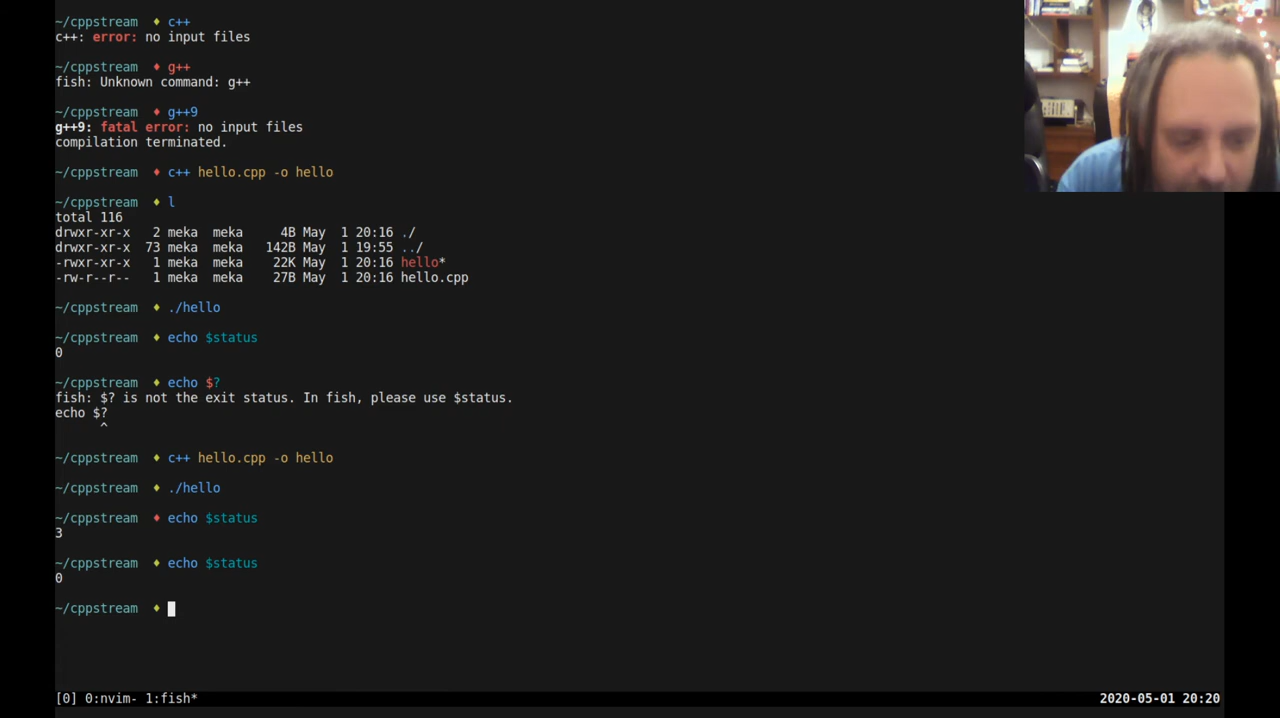 ~/cppstream ♦ c++
c++: error: no input files
~/cppstream ♦ g++
fish: Unknown command: g++
~/cppstream ♦ g++9
g++9: fatal error: no input files
compilation terminated.
~/cppstream ♦ c++ hello.cpp -o hello
~/cppstream ♦ l
total 116
drwxr-xr-x 2 meka meka 4B May 1 20:16 ./
drwxr-xr-x 73 meka meka 142B May 1 19:55 ../
-rwxr-xr-x 1 meka meka 22K May 1 20:16 hello*
-rw-r--r-- 1 meka meka 27B May 1 20:16 hello.cpp
~/cppstream ♦ ./hello
~/cppstream ♦ echo $status
0
~/cppstream ♦ echo $?
fish: $? is not the exit status. In fish, please use $status.
echo $?
^
~/cppstream ♦ c++ hello.cpp -o hello
~/cppstream ♦ ./hello
~/cppstream ♦ echo $status
3
~/cppstream ♦ echo $status
0
~/cppstream ♦
[0] 0:nvim- 1:fish* 2020-05-01 20:20